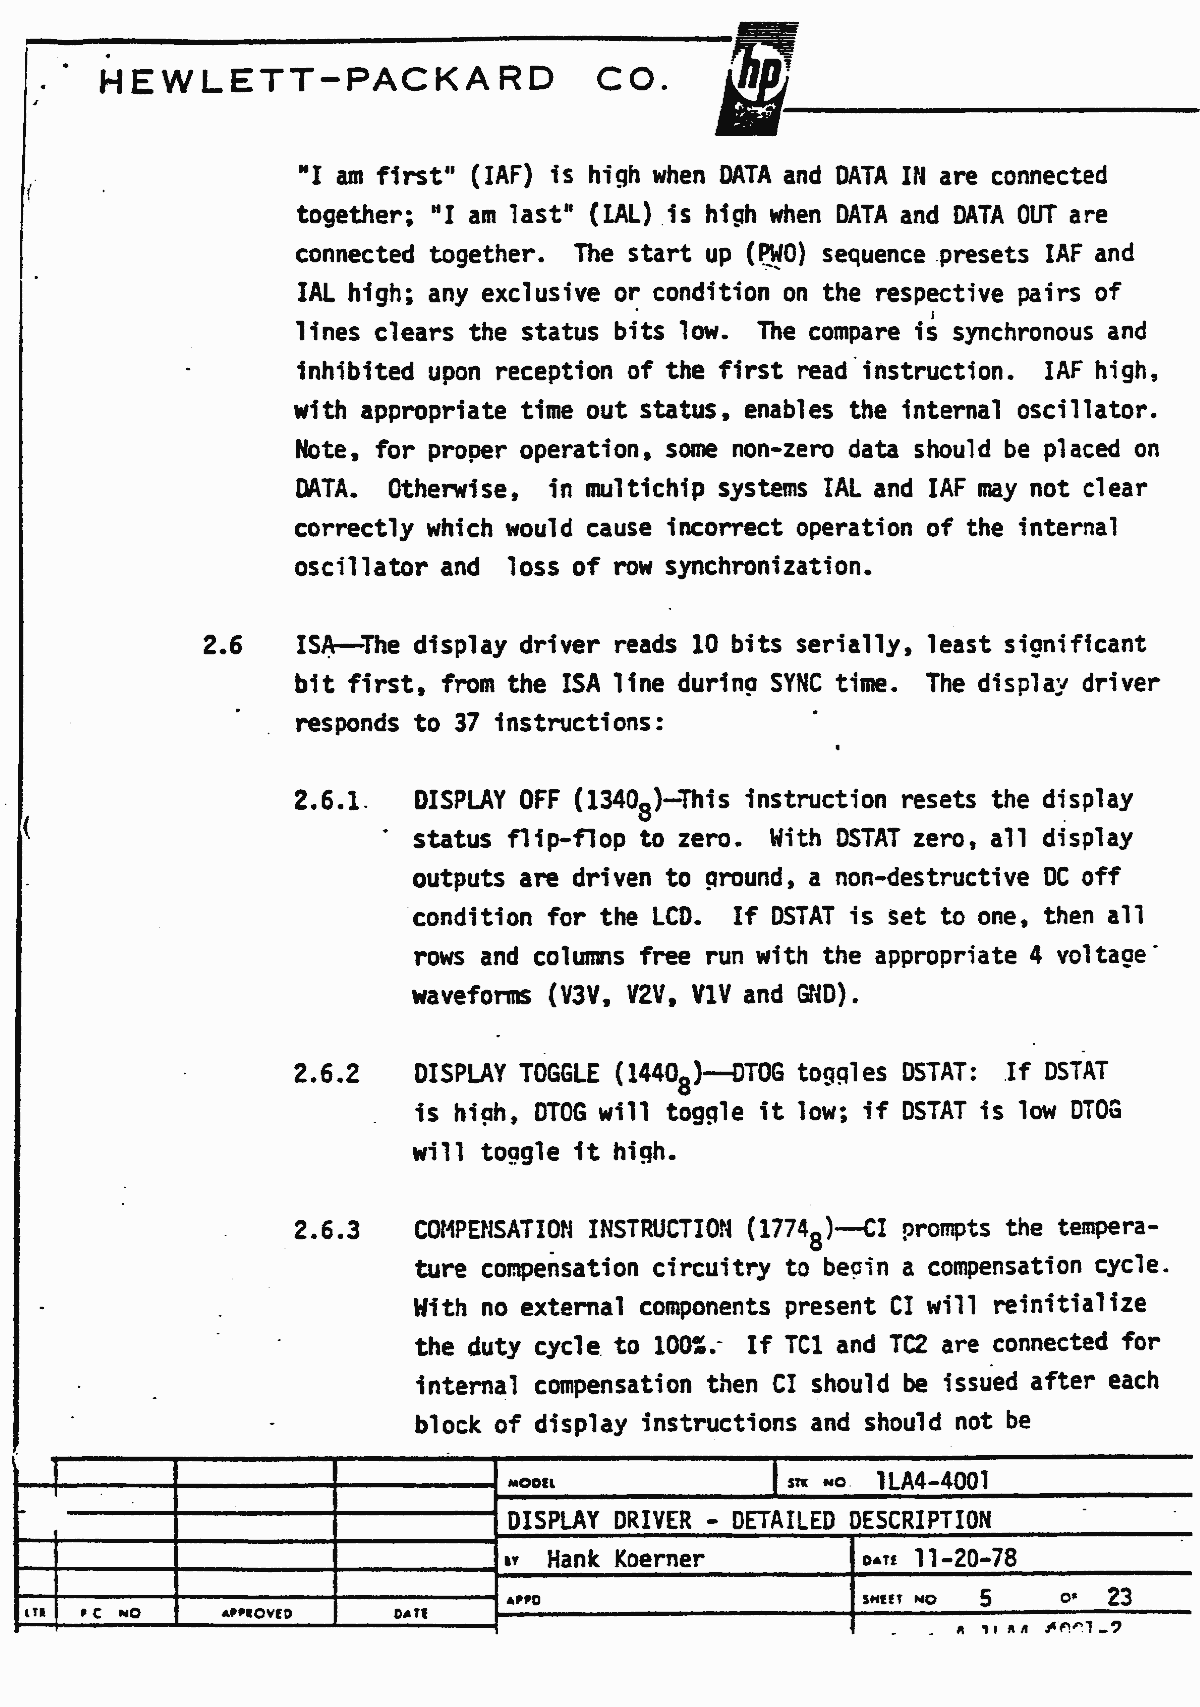 HEWLETT-PACKARD CO.
hp
"I am first" (IAF) is high when DATA and DATA IN are connected
together; "I am last" (IAL) is high when DATA and DATA OUT are
connected together. The start up (PWO) sequence presets IAF and
IAL high; any exclusive or condition on the respective pairs of
lines clears the status bits low. The compare is synchronous and
inhibited upon reception of the first read instruction. IAF high,
with appropriate time out status, enables the internal oscillator.
Note, for proper operation, some non-zero data should be placed on
DATA. Otherwise, in multichip systems IAL and IAF may not clear
correctly which would cause incorrect operation of the internal
oscillator and loss of row synchronization.
2.6 ISA—The display driver reads 10 bits serially, least significant
bit first, from the ISA line during SYNC time. The display driver
responds to 37 instructions:
2.6.1. DISPLAY OFF (1340₈)—This instruction resets the display
status flip-flop to zero. With DSTAT zero, all display
outputs are driven to ground, a non-destructive DC off
condition for the LCD. If DSTAT is set to one, then all
rows and columns free run with the appropriate 4 voltage
waveforms (V3V, V2V, V1V and GND).
2.6.2 DISPLAY TOGGLE (1440₈)—DTOG toggles DSTAT: If DSTAT
is high, DTOG will toggle it low; if DSTAT is low DTOG
will toggle it high.
2.6.3 COMPENSATION INSTRUCTION (1774₈)—CI prompts the tempera-
ture compensation circuitry to begin a compensation cycle.
With no external components present CI will reinitialize
the duty cycle to 100%. If TC1 and TC2 are connected for
internal compensation then CI should be issued after each
block of display instructions and should not be
MODEL STK NO. 1LA4-4001
DISPLAY DRIVER - DETAILED DESCRIPTION
BY Hank Koerner DATE 11-20-78
APPD SHEET NO 5 OF 23
LTR P C NO APPROVED DATE